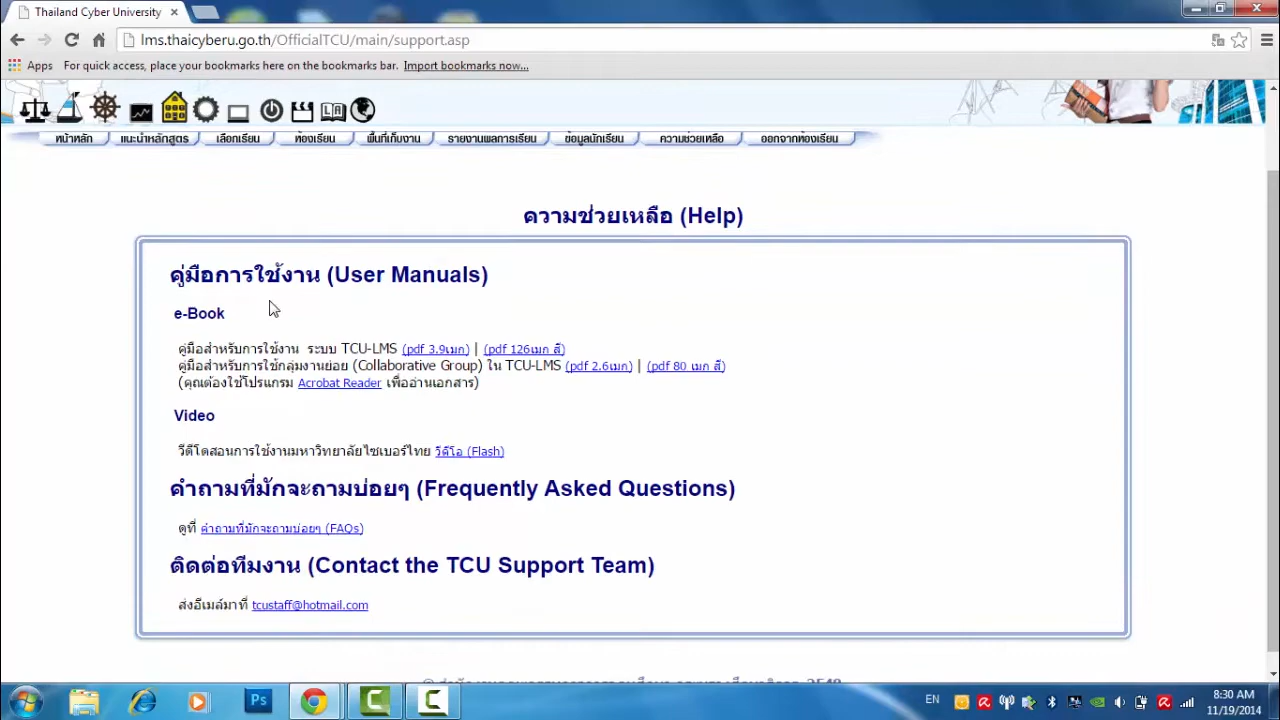 Thailand Cyber University
lms.thaicyberu.go.th/OfficialTCU/main/support.asp
Apps For quick access, place your bookmarks here on the bookmarks bar. Import bookmarks now...
หน้าหลัก แนะนำหลักสูตร เลือกเรียน ห้องเรียน พื้นที่เก็บงาน รายงานผลการเรียน ข้อมูลนักเรียน ความช่วยเหลือ ออกจากห้องเรียน
ความช่วยเหลือ (Help)
คู่มือการใช้งาน (User Manuals)
e-Book
คู่มือสำหรับการใช้งาน ระบบ TCU-LMS (pdf 3.9เมก) | (pdf 126เมก สี)
คู่มือสำหรับการใช้กลุ่มงานย่อย (Collaborative Group) ใน TCU-LMS (pdf 2.6เมก) | (pdf 80 เมก สี)
(คุณต้องใช้โปรแกรม Acrobat Reader เพื่ออ่านเอกสาร)
Video
วีดีโดสอนการใช้งานมหาวิทยาลัยไซเบอร์ไทย วีดีโอ (Flash)
คำถามที่มักจะถามบ่อยๆ (Frequently Asked Questions)
ดูที่ คำถามที่มักจะถามบ่อยๆ (FAQs)
ติดต่อทีมงาน (Contact the TCU Support Team)
ส่งอีเมล์มาที่ tcustaff@hotmail.com
Ps
EN
8:30 AM
11/19/2014